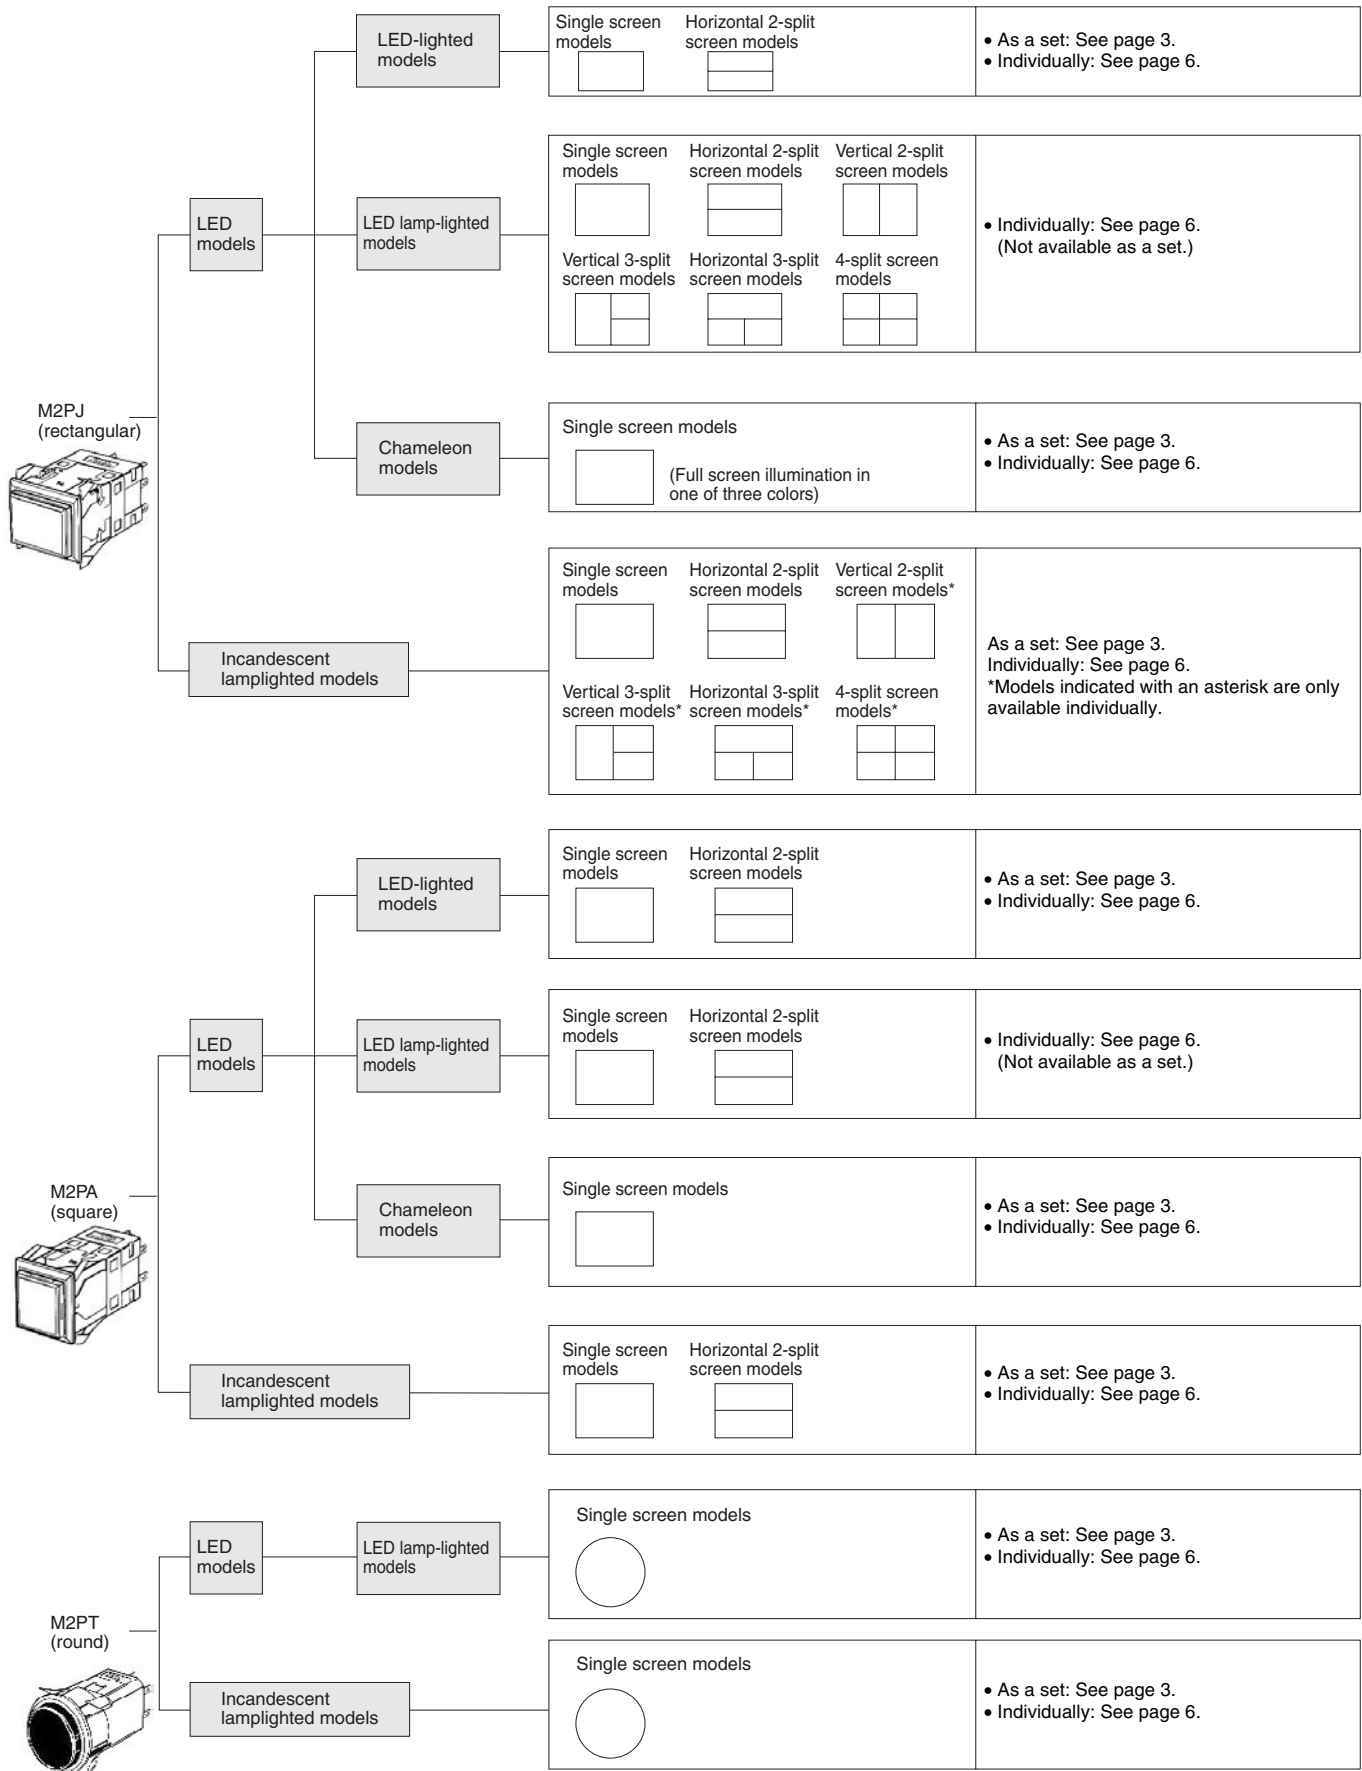 LED-lighted
models
Single screen
models
Horizontal 2-split
screen models
• As a set: See page 3.
• Individually: See page 6.
LED
models
LED lamp-lighted
models
Single screen
models
Horizontal 2-split
screen models
Vertical 2-split
screen models
Vertical 3-split
screen models
Horizontal 3-split
screen models
4-split screen
models
• Individually: See page 6.
(Not available as a set.)
M2PJ
(rectangular)
Chameleon
models
Single screen models
(Full screen illumination in
one of three colors)
• As a set: See page 3.
• Individually: See page 6.
Incandescent
lamplighted models
Single screen
models
Horizontal 2-split
screen models
Vertical 2-split
screen models*
Vertical 3-split
screen models*
Horizontal 3-split
screen models*
4-split screen
models*
As a set: See page 3.
Individually: See page 6.
*Models indicated with an asterisk are only
available individually.
LED-lighted
models
Single screen
models
Horizontal 2-split
screen models
• As a set: See page 3.
• Individually: See page 6.
LED
models
LED lamp-lighted
models
Single screen
models
Horizontal 2-split
screen models
• Individually: See page 6.
(Not available as a set.)
M2PA
(square)
Chameleon
models
Single screen models
• As a set: See page 3.
• Individually: See page 6.
Incandescent
lamplighted models
Single screen
models
Horizontal 2-split
screen models
• As a set: See page 3.
• Individually: See page 6.
LED
models
LED lamp-lighted
models
Single screen models
• As a set: See page 3.
• Individually: See page 6.
M2PT
(round)
Incandescent
lamplighted models
Single screen models
• As a set: See page 3.
• Individually: See page 6.